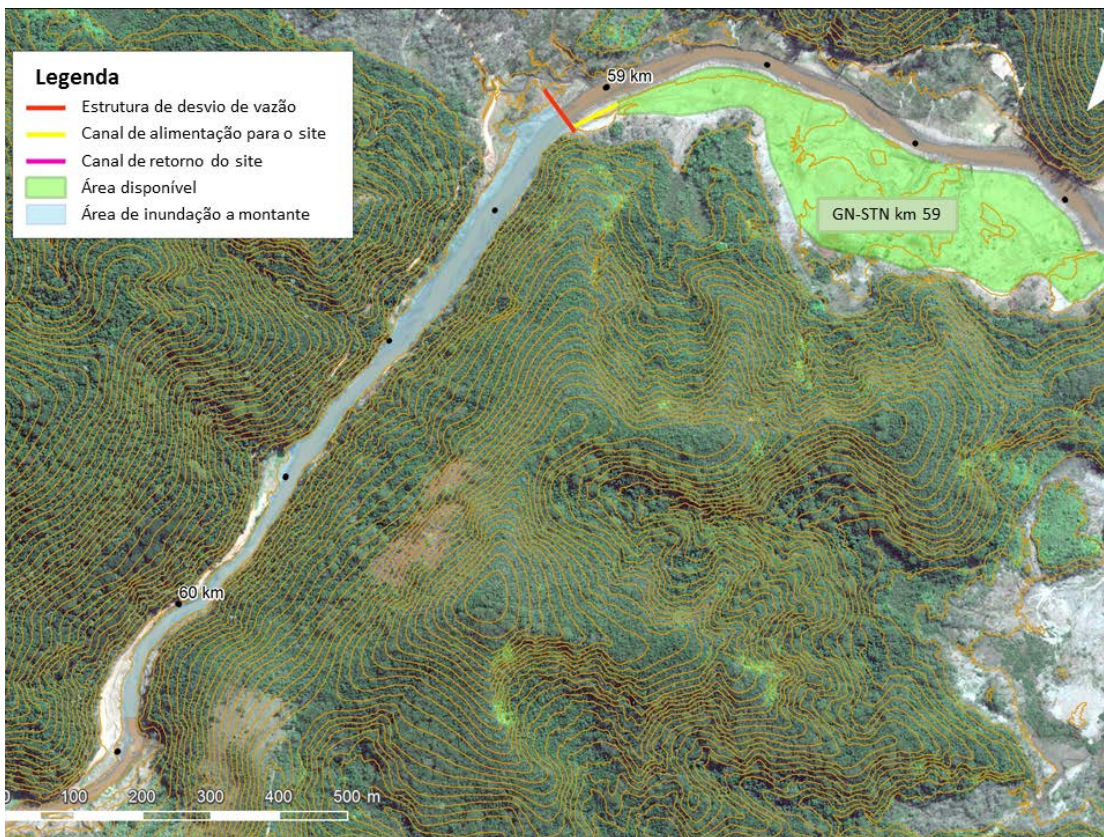 Legenda
Estrutura de desvio de vazão
Canal de alimentação para o site
Canal de retorno do site
Área disponível
Área de inundação a montante
59 km
GN-STN km 59
60 km
0 100 200 300 400 500 m